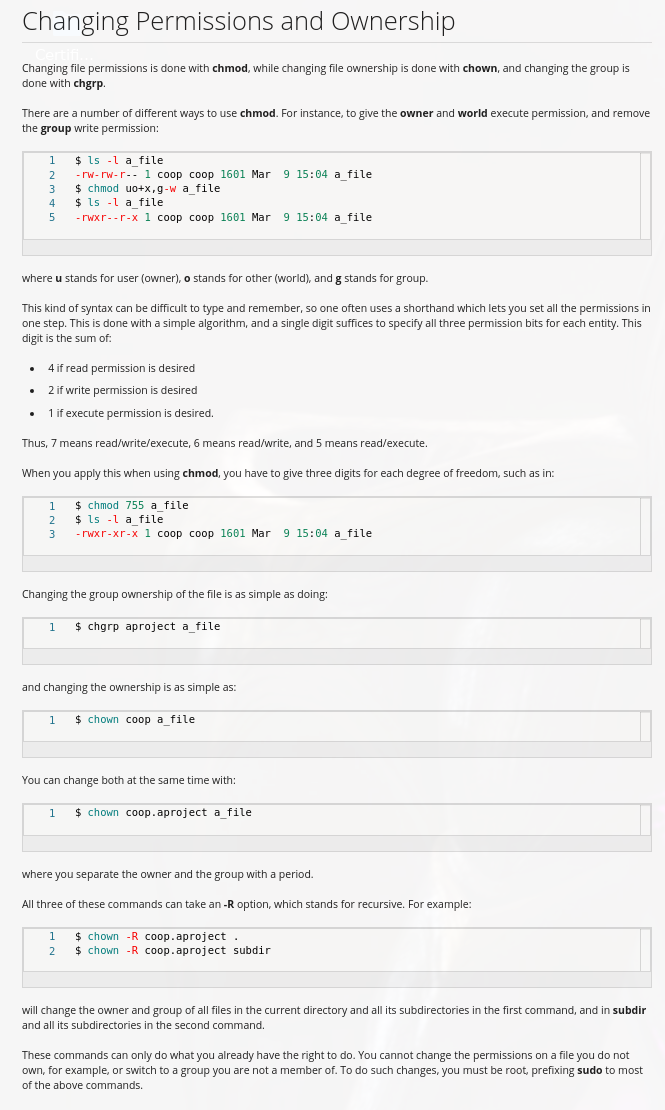 Changing Permissions and Ownership
Changing file permissions is done with chmod, while changing file ownership is done with chown, and changing the group is
done with chgrp.
There are a number of different ways to use chmod. For instance, to give the owner and world execute permission, and remove
the group write permission:
1 $ ls -l a_file
2 -rw-rw-r-- 1 coop coop 1601 Mar  9 15:04 a_file
3 $ chmod uo+x,g-w a_file
4 $ ls -l a_file
5 -rwxr--r-x 1 coop coop 1601 Mar  9 15:04 a_file
where u stands for user (owner), o stands for other (world), and g stands for group.
This kind of syntax can be difficult to type and remember, so one often uses a shorthand which lets you set all the permissions in
one step. This is done with a simple algorithm, and a single digit suffices to specify all three permission bits for each entity. This
digit is the sum of:
• 4 if read permission is desired
• 2 if write permission is desired
• 1 if execute permission is desired.
Thus, 7 means read/write/execute, 6 means read/write, and 5 means read/execute.
When you apply this when using chmod, you have to give three digits for each degree of freedom, such as in:
1 $ chmod 755 a_file
2 $ ls -l a_file
3 -rwxr-xr-x 1 coop coop 1601 Mar  9 15:04 a_file
Changing the group ownership of the file is as simple as doing:
1 $ chgrp aproject a_file
and changing the ownership is as simple as:
1 $ chown coop a_file
You can change both at the same time with:
1 $ chown coop.aproject a_file
where you separate the owner and the group with a period.
All three of these commands can take an -R option, which stands for recursive. For example:
1 $ chown -R coop.aproject .
2 $ chown -R coop.aproject subdir
will change the owner and group of all files in the current directory and all its subdirectories in the first command, and in subdir
and all its subdirectories in the second command.
These commands can only do what you already have the right to do. You cannot change the permissions on a file you do not
own, for example, or switch to a group you are not a member of. To do such changes, you must be root, prefixing sudo to most
of the above commands.